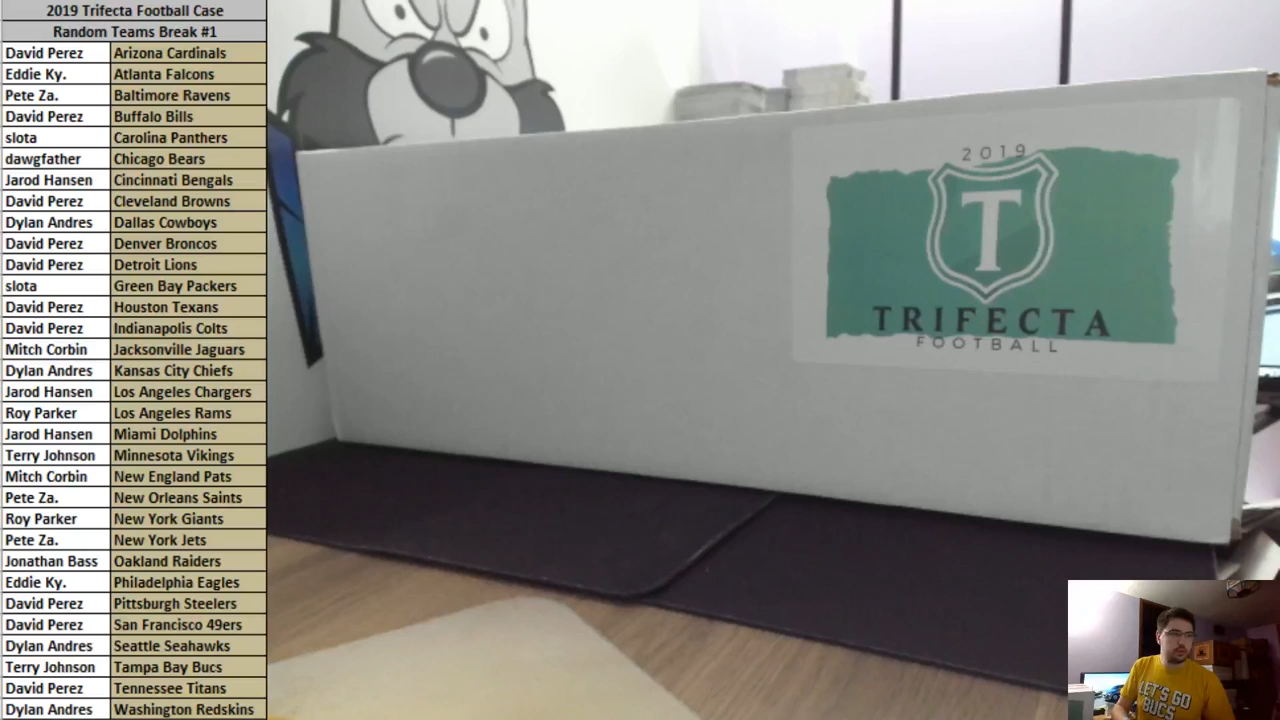 2019 Trifecta Football Case
Random Teams Break #1
David Perez Arizona Cardinals
Eddie Ky. Atlanta Falcons
Pete Za. Baltimore Ravens
David Perez Buffalo Bills
slota Carolina Panthers
dawgfather Chicago Bears
Jarod Hansen Cincinnati Bengals
David Perez Cleveland Browns
Dylan Andres Dallas Cowboys
David Perez Denver Broncos
David Perez Detroit Lions
slota Green Bay Packers
David Perez Houston Texans
David Perez Indianapolis Colts
Mitch Corbin Jacksonville Jaguars
Dylan Andres Kansas City Chiefs
Jarod Hansen Los Angeles Chargers
Roy Parker Los Angeles Rams
Jarod Hansen Miami Dolphins
Terry Johnson Minnesota Vikings
Mitch Corbin New England Pats
Pete Za. New Orleans Saints
Roy Parker New York Giants
Pete Za. New York Jets
Jonathan Bass Oakland Raiders
Eddie Ky. Philadelphia Eagles
David Perez Pittsburgh Steelers
David Perez San Francisco 49ers
Dylan Andres Seattle Seahawks
Terry Johnson Tampa Bay Bucs
David Perez Tennessee Titans
Dylan Andres Washington Redskins
2019
T
TRIFECTA
FOOTBALL
LET'S GO
BUCS